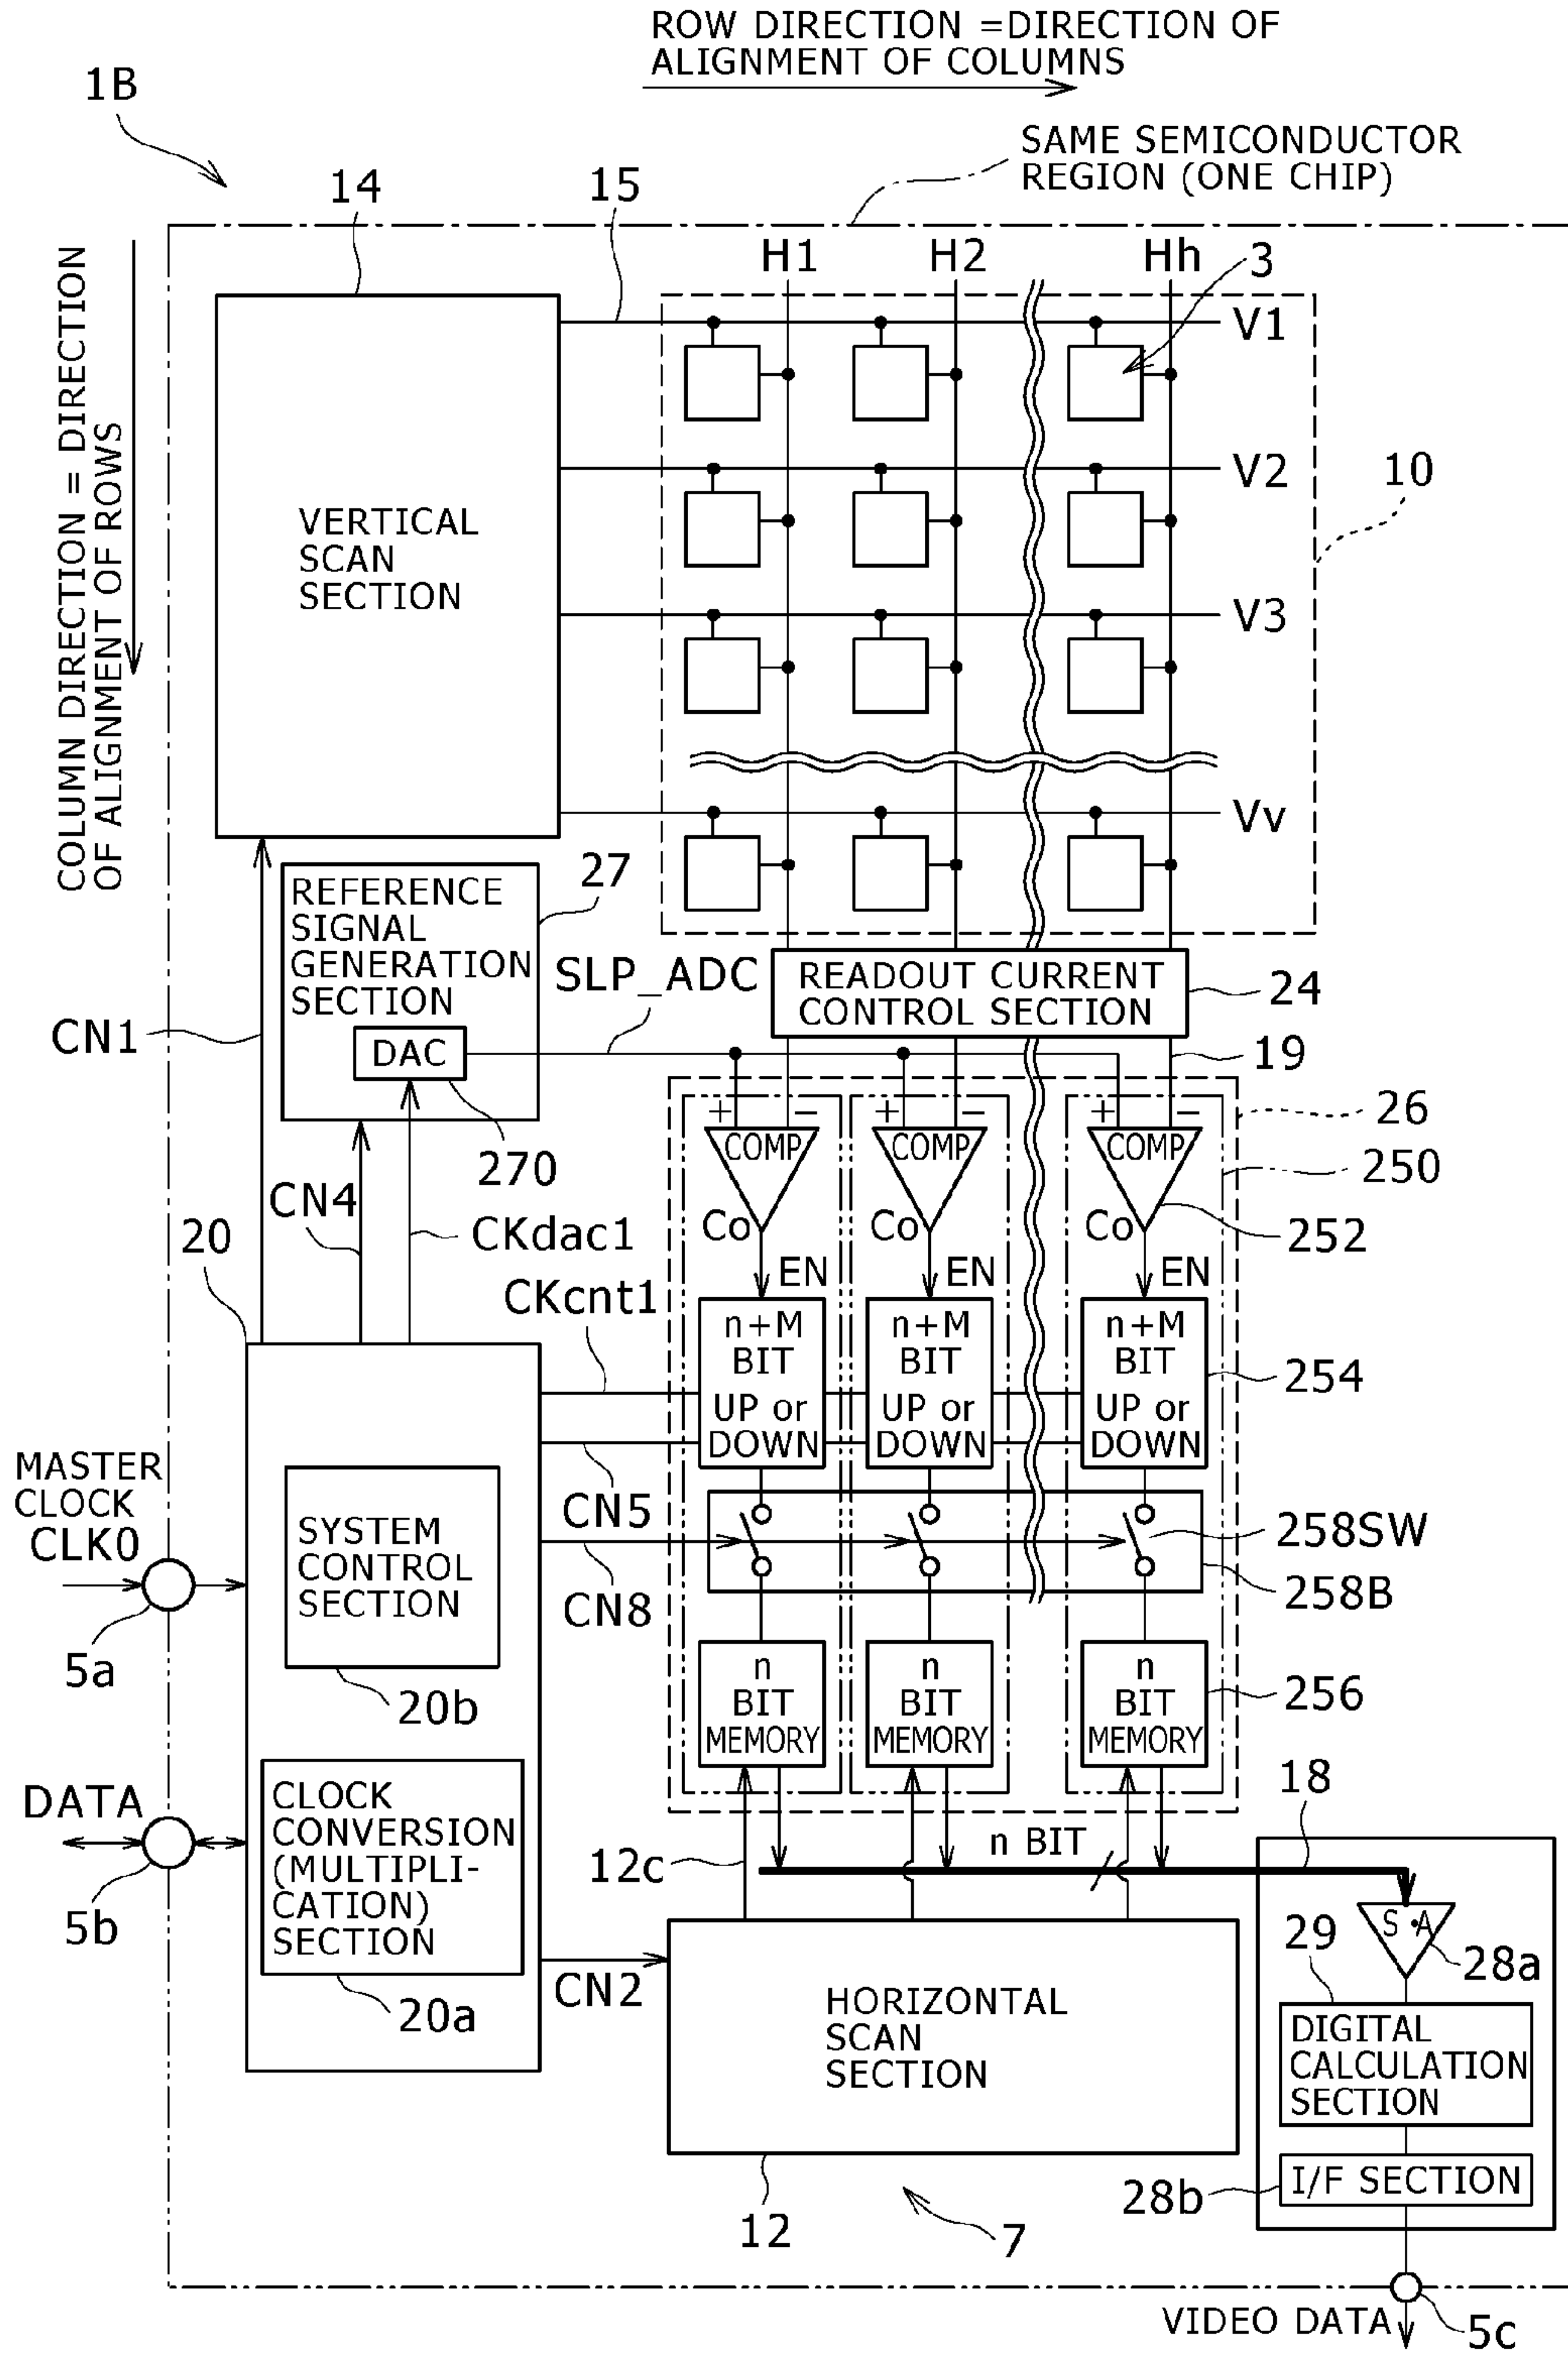 ROW DIRECTION =DIRECTION OF
ALIGNMENT OF COLUMNS
1B
SAME SEMICONDUCTOR
REGION (ONE CHIP)
14
15
H1
H2
Hh
3
V1
COLUMN DIRECTION = DIRECTION
OF ALIGNMENT OF ROWS
VERTICAL
SCAN
SECTION
V2
10
V3
Vv
27
REFERENCE
SIGNAL
GENERATION
SECTION
SLP_ADC
READOUT CURRENT
CONTROL SECTION
24
CN1
DAC
19
+
−
+
−
+
−
26
COMP
COMP
COMP
250
270
CN4
Co
Co
Co
252
20
CKdac1
EN
EN
EN
CKcnt1
n+M
BIT
UP or
DOWN
n+M
BIT
UP or
DOWN
n+M
BIT
UP or
DOWN
254
MASTER
CLOCK
CLK0
CN5
SYSTEM
CONTROL
SECTION
258SW
258B
CN8
5a
20b
n
BIT
MEMORY
n
BIT
MEMORY
n
BIT
MEMORY
256
DATA
CLOCK
CONVERSION
(MULTIPLI-
CATION)
SECTION
18
n BIT
12c
5b
S·A
29
28a
20a
CN2
HORIZONTAL
SCAN
SECTION
DIGITAL
CALCULATION
SECTION
28b
I/F SECTION
12
7
VIDEO DATA
5c